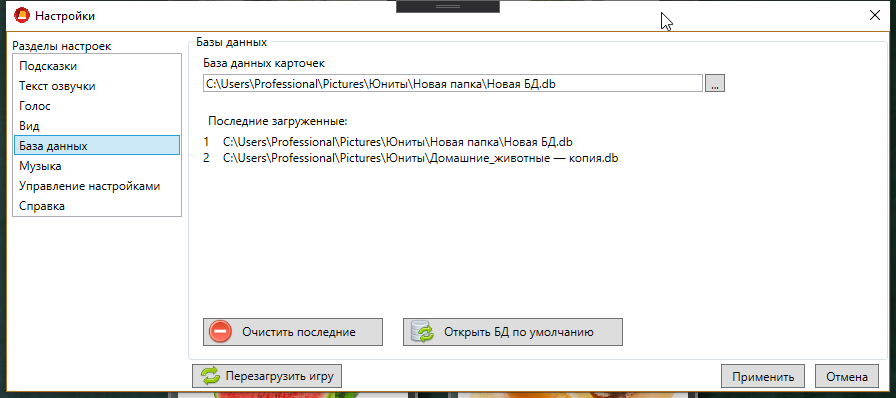 Настройки
Разделы настроек
Подсказки
Текст озвучки
Голос
Вид
База данных
Музыка
Управление настройками
Справка
Базы данных
База данных карточек
C:\Users\Professional\Pictures\Юниты\Новая папка\Новая БД.db
...
Последние загруженные:
1 C:\Users\Professional\Pictures\Юниты\Новая папка\Новая БД.db
2 C:\Users\Professional\Pictures\Юниты\Домашние_животные — копия.db
Очистить последние
Открыть БД по умолчанию
Перезагрузить игру
Применить
Отмена